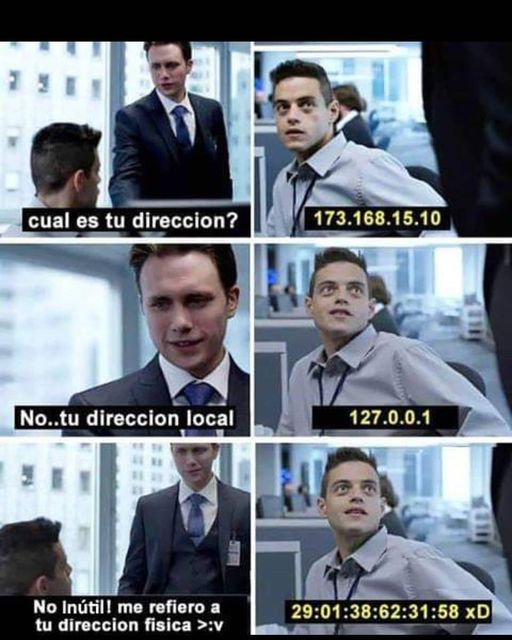 cual es tu direccion?
173.168.15.10
No..tu direccion local
127.0.0.1
No Inútil! me refiero a
tu direccion fisica >:v
29:01:38:62:31:58 xD